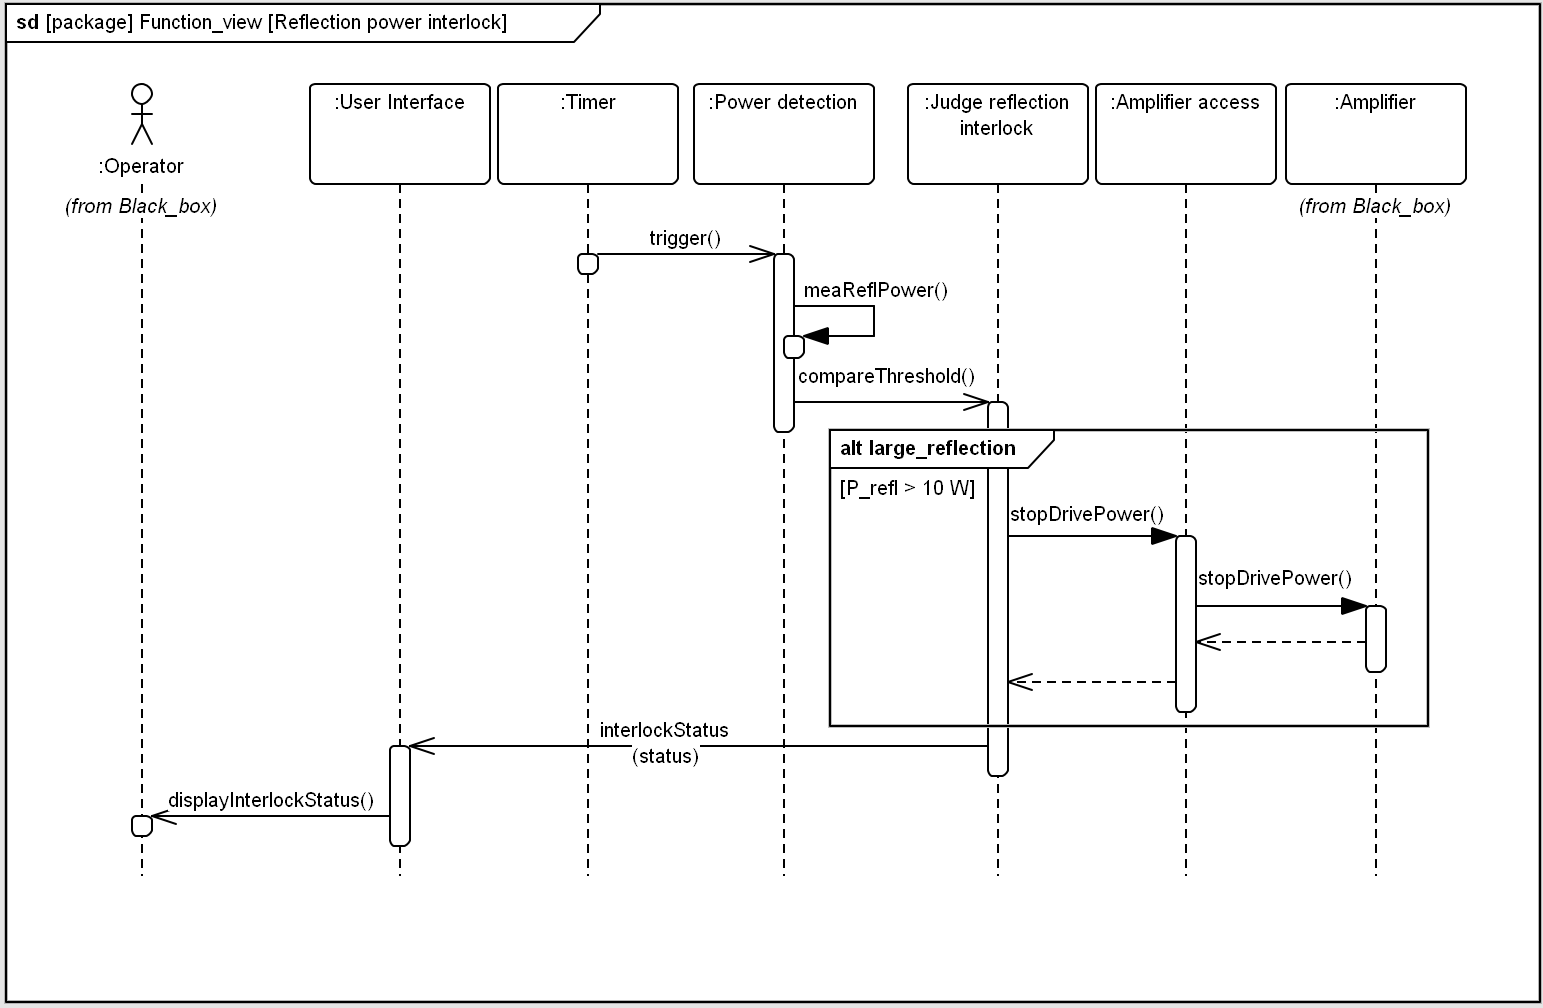 sd [package] Function_view [Reflection power interlock]
:Operator
(from Black_box)
:User Interface
:Timer
:Power detection
:Judge reflection
interlock
:Amplifier access
:Amplifier
(from Black_box)
trigger()
meaReflPower()
compareThreshold()
alt large_reflection
[P_refl > 10 W]
stopDrivePower()
stopDrivePower()
interlockStatus
(status)
displayInterlockStatus()